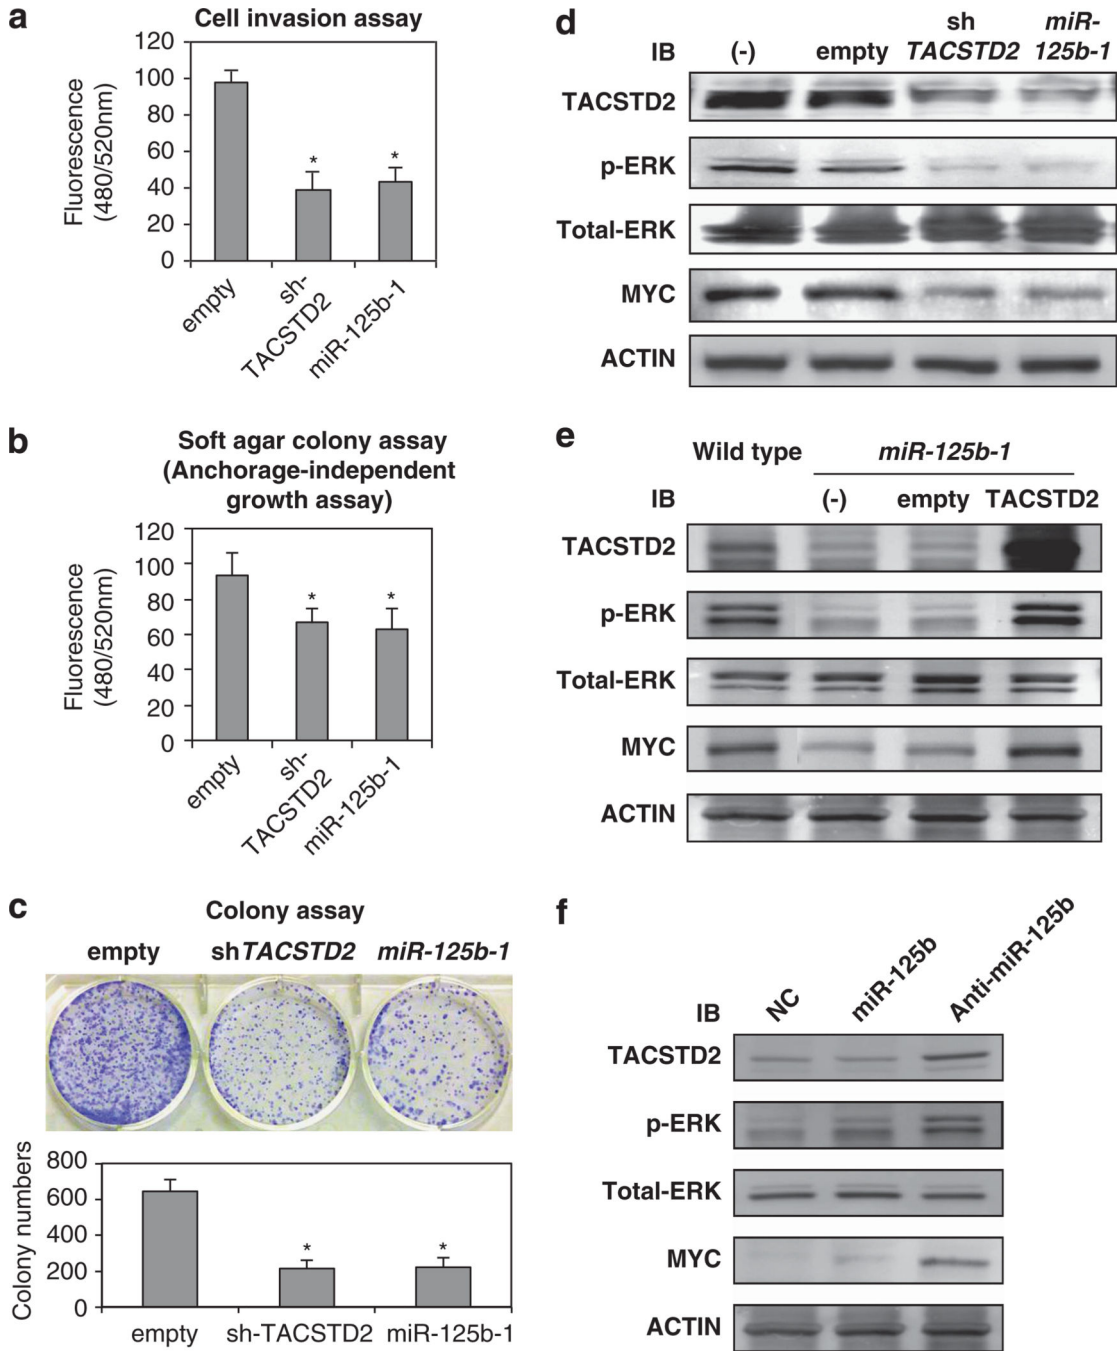 a
Cell invasion assay
120
100
80
60
40
20
0
Fluorescence
(480/520nm)
empty
sh-
TACSTD2
miR-125b-1
b
Soft agar colony assay
(Anchorage-independent
growth assay)
120
100
80
60
40
20
0
Fluorescence
(480/520nm)
* *
empty
sh-
TACSTD2
miR-125b-1
c
Colony assay
empty shTACSTD2 miR-125b-1
800
600
400
200
0
Colony numbers
* *
empty sh-TACSTD2 miR-125b-1
d
sh miR-
IB (-) empty TACSTD2 125b-1
TACSTD2
p-ERK
Total-ERK
MYC
ACTIN
e
Wild type miR-125b-1
IB (-) empty TACSTD2
TACSTD2
p-ERK
Total-ERK
MYC
ACTIN
f
IB NC miR-125b Anti-miR-125b
TACSTD2
p-ERK
Total-ERK
MYC
ACTIN